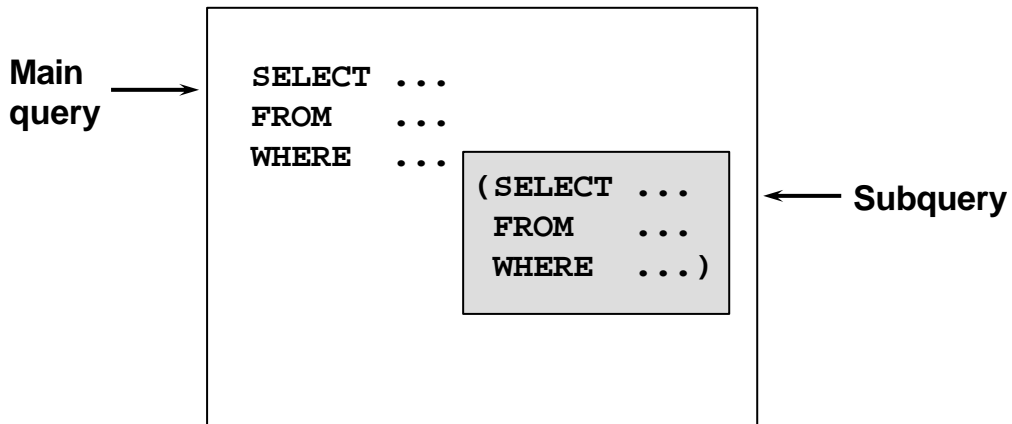 Main
query
SELECT ...
FROM ...
WHERE ...
(SELECT ...
FROM ...
WHERE ...)
Subquery